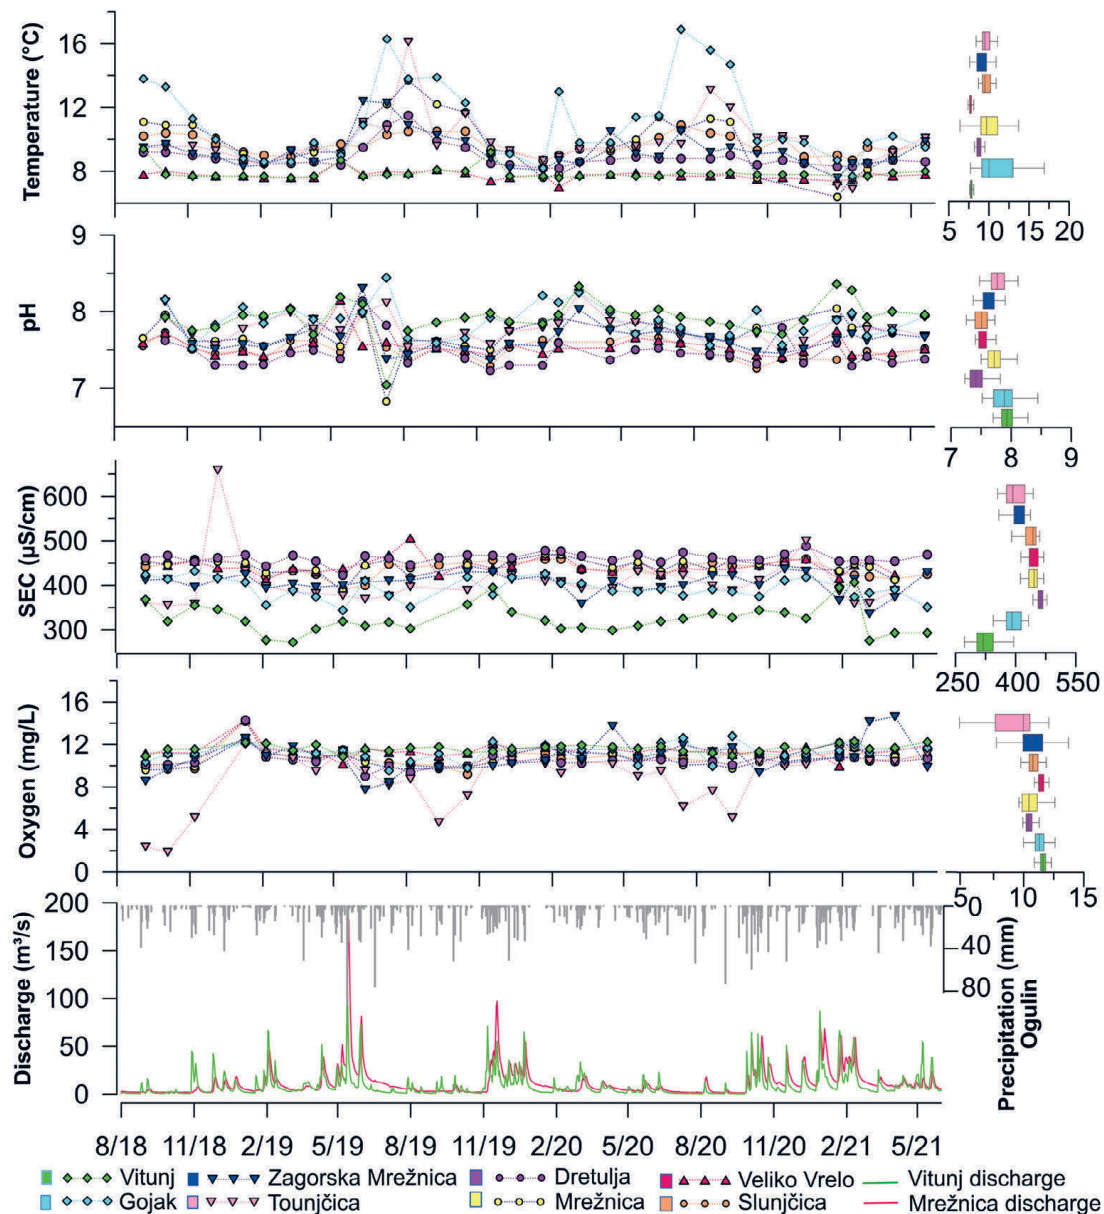 Temperature (°C)
16
12
8
5 10 15 20
pH
9
8
7
7 8 9
SEC (µS/cm)
600
500
400
300
250 400 550
Oxygen (mg/L)
16
12
8
4
0
5 10 15
Discharge (m³/s)
200
150
100
50
0
0
40
80
Precipitation (mm)
Ogulin
8/18 11/18 2/19 5/19 8/19 11/19 2/20 5/20 8/20 11/20 2/21 5/21
Vitunj Zagorska Mrežnica Dretulja Veliko Vrelo Vitunj discharge
Gojak Tounjčica Mrežnica Slunjčica Mrežnica discharge